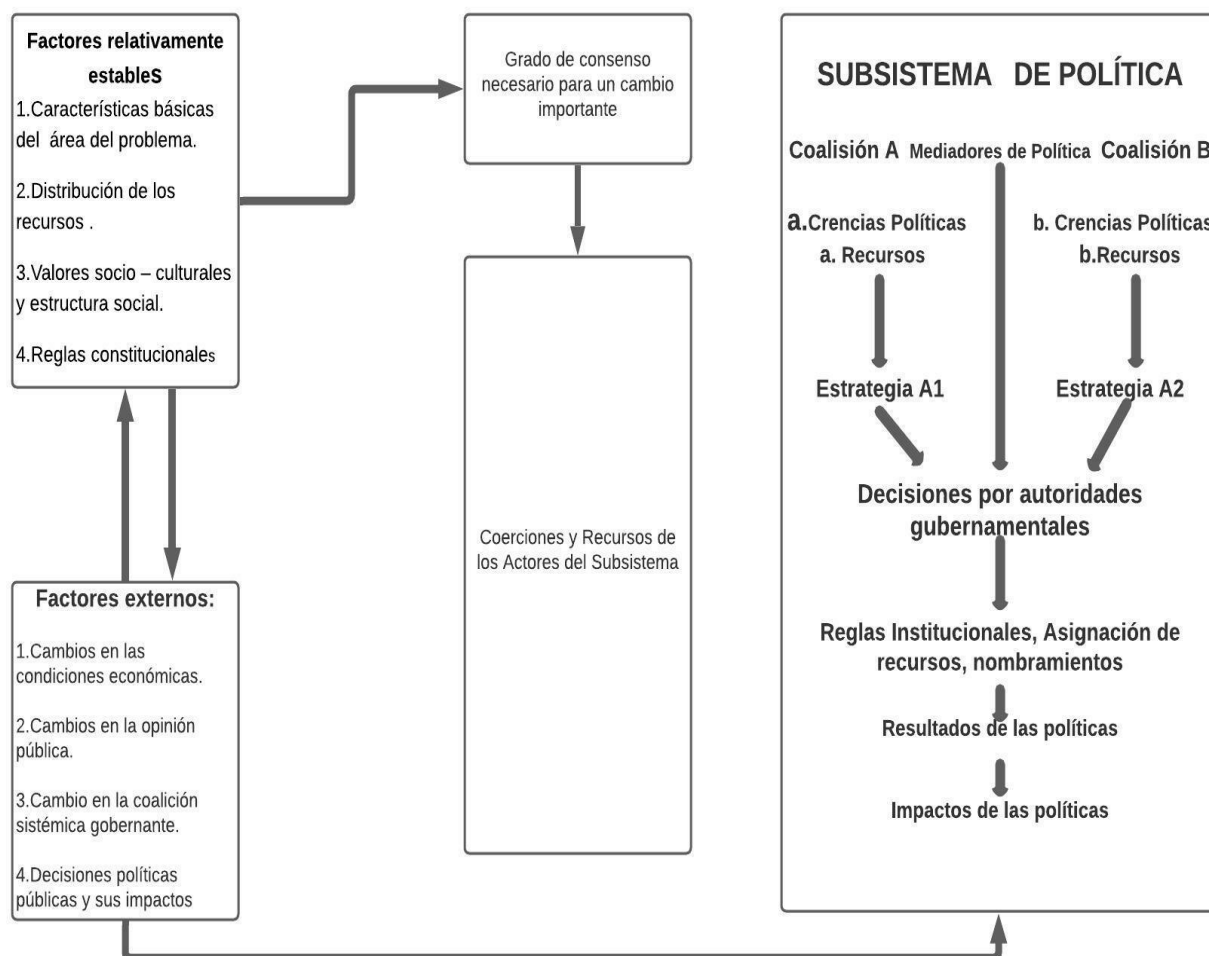 Factores relativamente
estables
1.Características básicas
del área del problema.
2.Distribución de los
recursos .
3.Valores socio – culturales
y estructura social.
4.Reglas constitucionales
Factores externos:
1.Cambios en las
condiciones económicas.
2.Cambios en la opinión
pública.
3.Cambio en la coalición
sistémica gobernante.
4.Decisiones políticas
públicas y sus impactos
Grado de consenso
necesario para un cambio
importante
Coerciones y Recursos de
los Actores del Subsistema
SUBSISTEMA DE POLÍTICA
Coalisión A Mediadores de Política Coalisión B
a.Crencias Políticas
a. Recursos
b. Crencias Políticas
b.Recursos
Estrategia A1
Estrategia A2
Decisiones por autoridades
gubernamentales
Reglas Institucionales, Asignación de
recursos, nombramientos
Resultados de las políticas
Impactos de las políticas